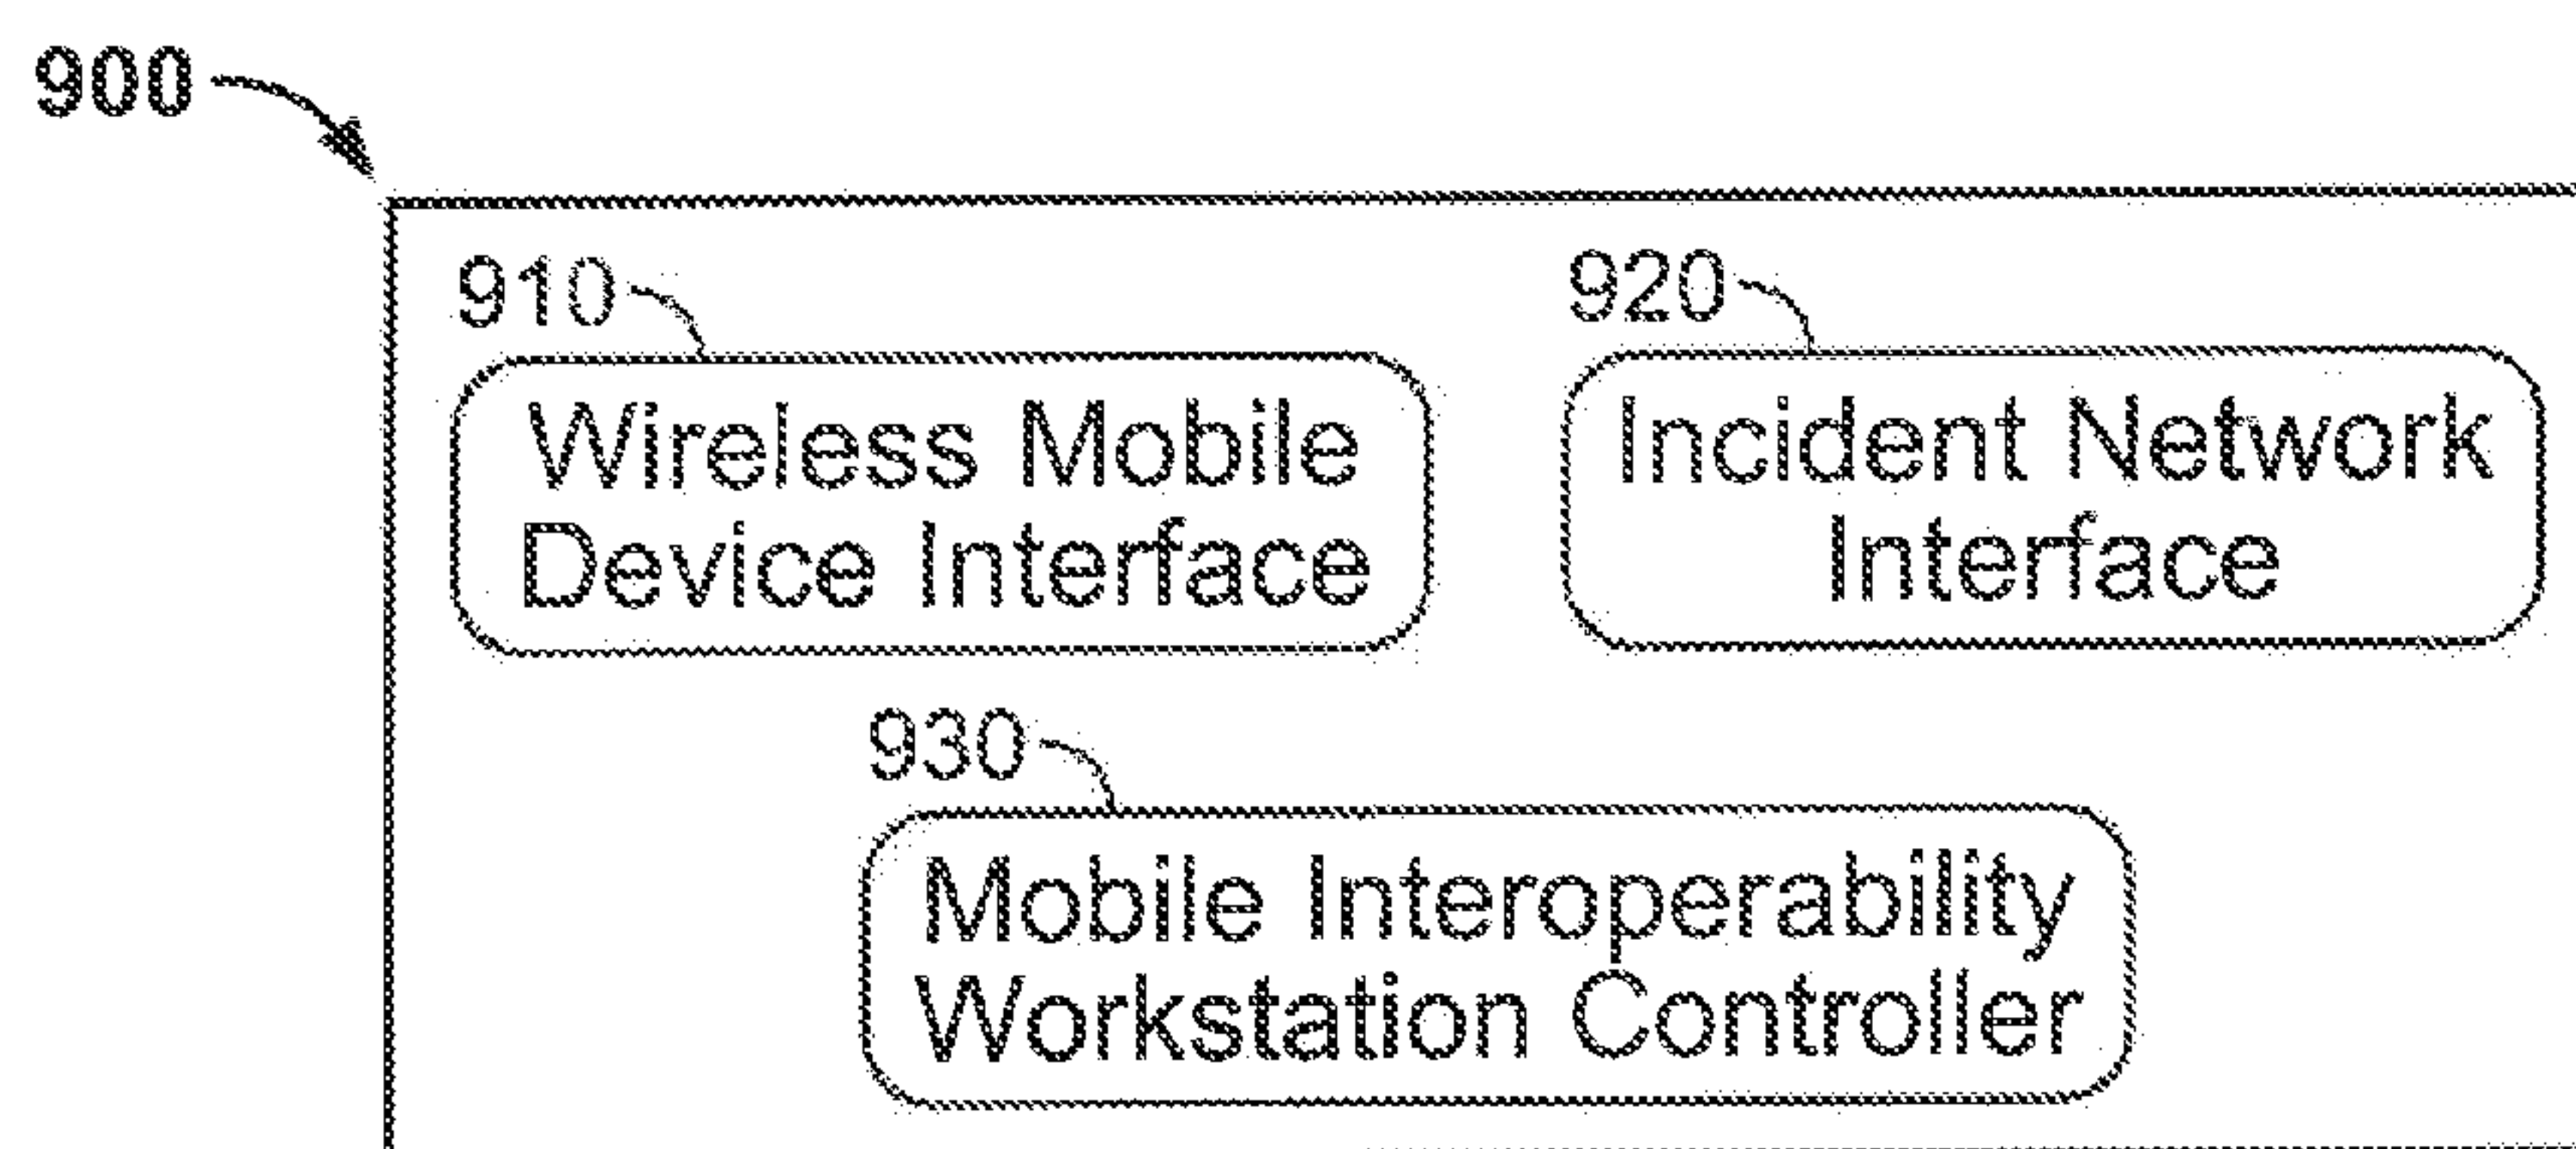 900
910
920
Wireless Mobile
Device Interface
Incident Network
Interface
930
Mobile Interoperability
Workstation Controller